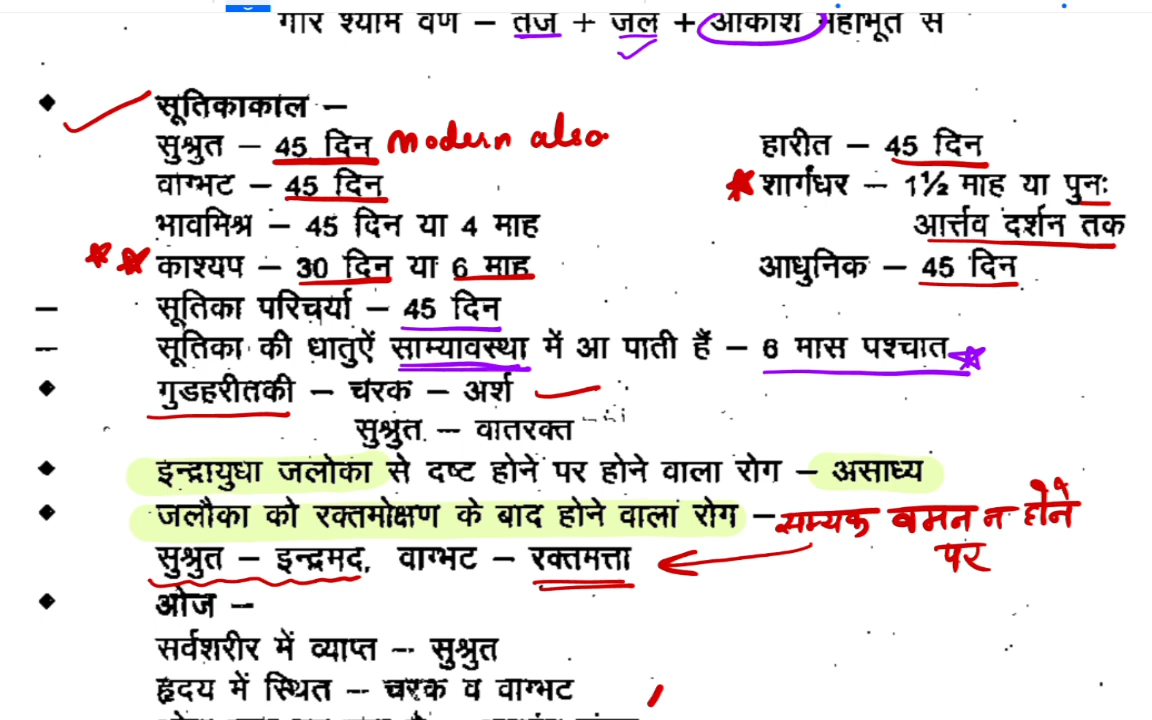 गौर श्याम वर्ण – तेज + जल + आकाश महाभूत से
सूतिकाकाल –
सुश्रुत – 45 दिन modern also
हारीत – 45 दिन
वाग्भट – 45 दिन
शार्गंधर – 1½ माह या पुनः
आर्त्तव दर्शन तक
भावमिश्र – 45 दिन या 4 माह
काश्यप – 30 दिन या 6 माह
आधुनिक – 45 दिन
– सूतिका परिचर्या – 45 दिन
– सूतिका की धातुऐं साम्यावस्था में आ पाती हैं – 6 मास पश्चात
गुडहरीतकी – चरक – अर्श
सुश्रुत – वातरक्त
इन्द्रायुधा जलोका से दष्ट होने पर होने वाला रोग – असाध्य
जलौका को रक्तमोक्षण के बाद होने वाला रोग – सम्यक वमन न होने पर
सुश्रुत – इन्द्रमद, वाग्भट – रक्तमत्ता
ओज –
सर्वशरीर में व्याप्त – सुश्रुत
हृदय में स्थित – चरक व वाग्भट